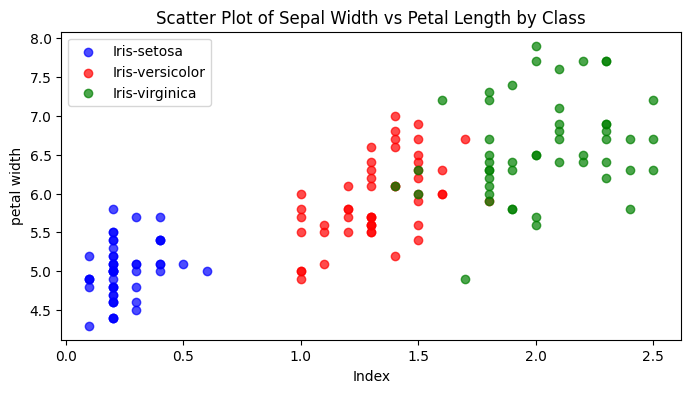 Scatter Plot of Sepal Width vs Petal Length by Class
Iris-setosa
Iris-versicolor
Iris-virginica
petal width
8.0
7.5
7.0
6.5
6.0
5.5
5.0
4.5
0.0 0.5 1.0 1.5 2.0 2.5
Index